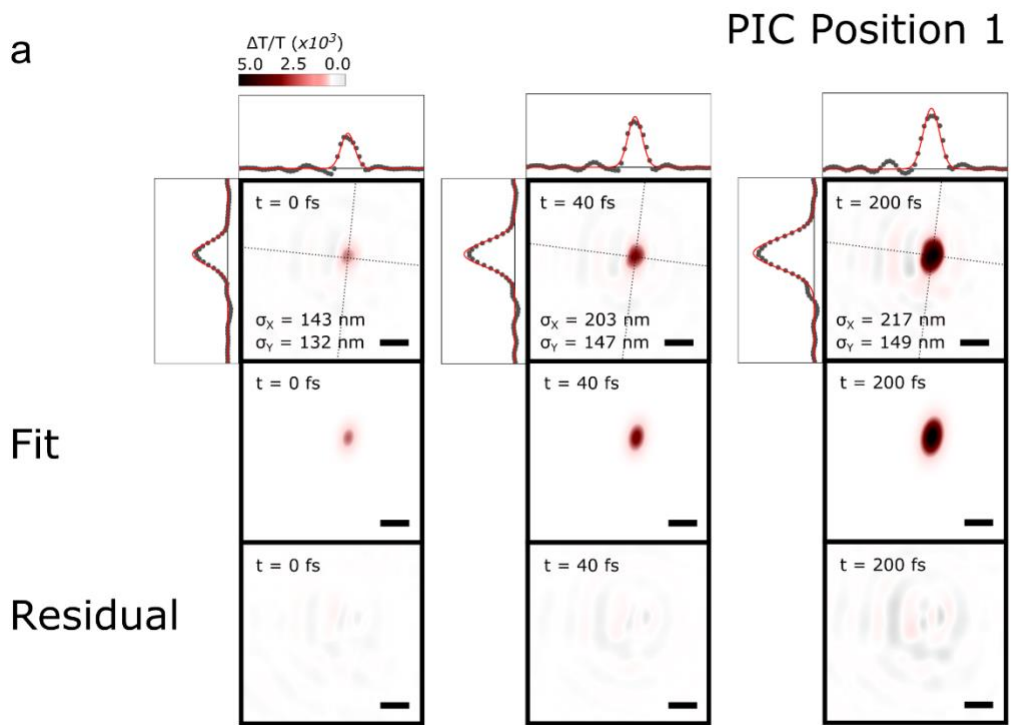 a
PIC Position 1
ΔT/T (x10³)
5.0 2.5 0.0
t = 0 fs
σX = 143 nm
σY = 132 nm
t = 40 fs
σX = 203 nm
σY = 147 nm
t = 200 fs
σX = 217 nm
σY = 149 nm
Fit
t = 0 fs
t = 40 fs
t = 200 fs
Residual
t = 0 fs
t = 40 fs
t = 200 fs